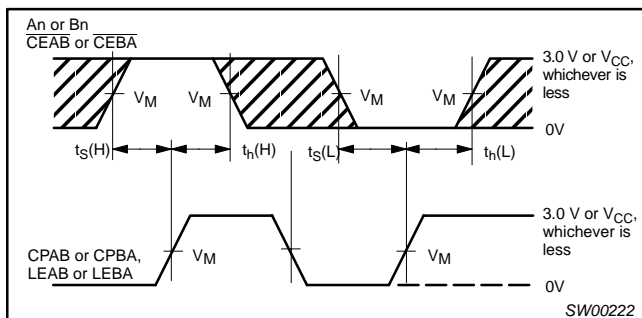 An or Bn
CEAB or CEBA
3.0 V or VCC,
whichever is
less
VM
VM
VM
VM
0V
tS(H)
th(H)
tS(L)
th(L)
CPAB or CPBA,
LEAB or LEBA
VM
VM
3.0 V or VCC,
whichever is
less
0V
SW00222